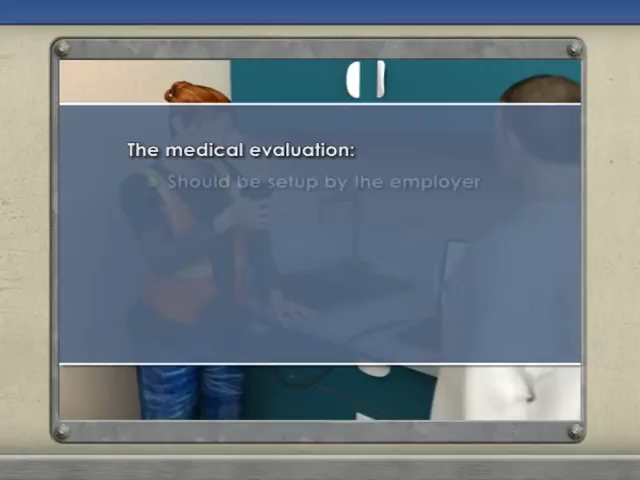 The medical evaluation:
Should be setup by the employer